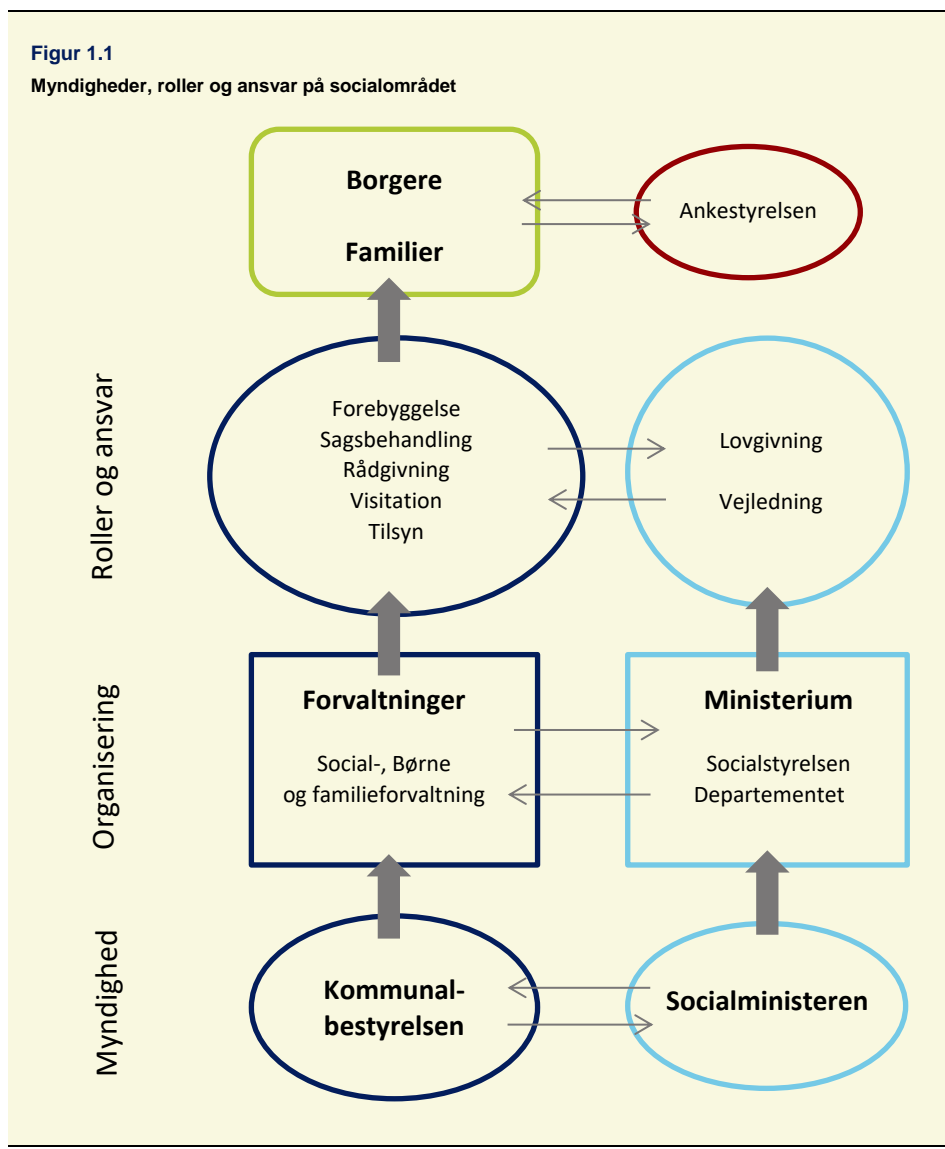 Figur 1.1
Myndigheder, roller og ansvar på socialområdet
Borgere
Familier
Ankestyrelsen
Roller og ansvar
Forebyggelse
Sagsbehandling
Rådgivning
Visitation
Tilsyn
Lovgivning
Vejledning
Organisering
Forvaltninger
Social-, Børne
og familieforvaltning
Ministerium
Socialstyrelsen
Departementet
Myndighed
Kommunal-
bestyrelsen
Socialministeren